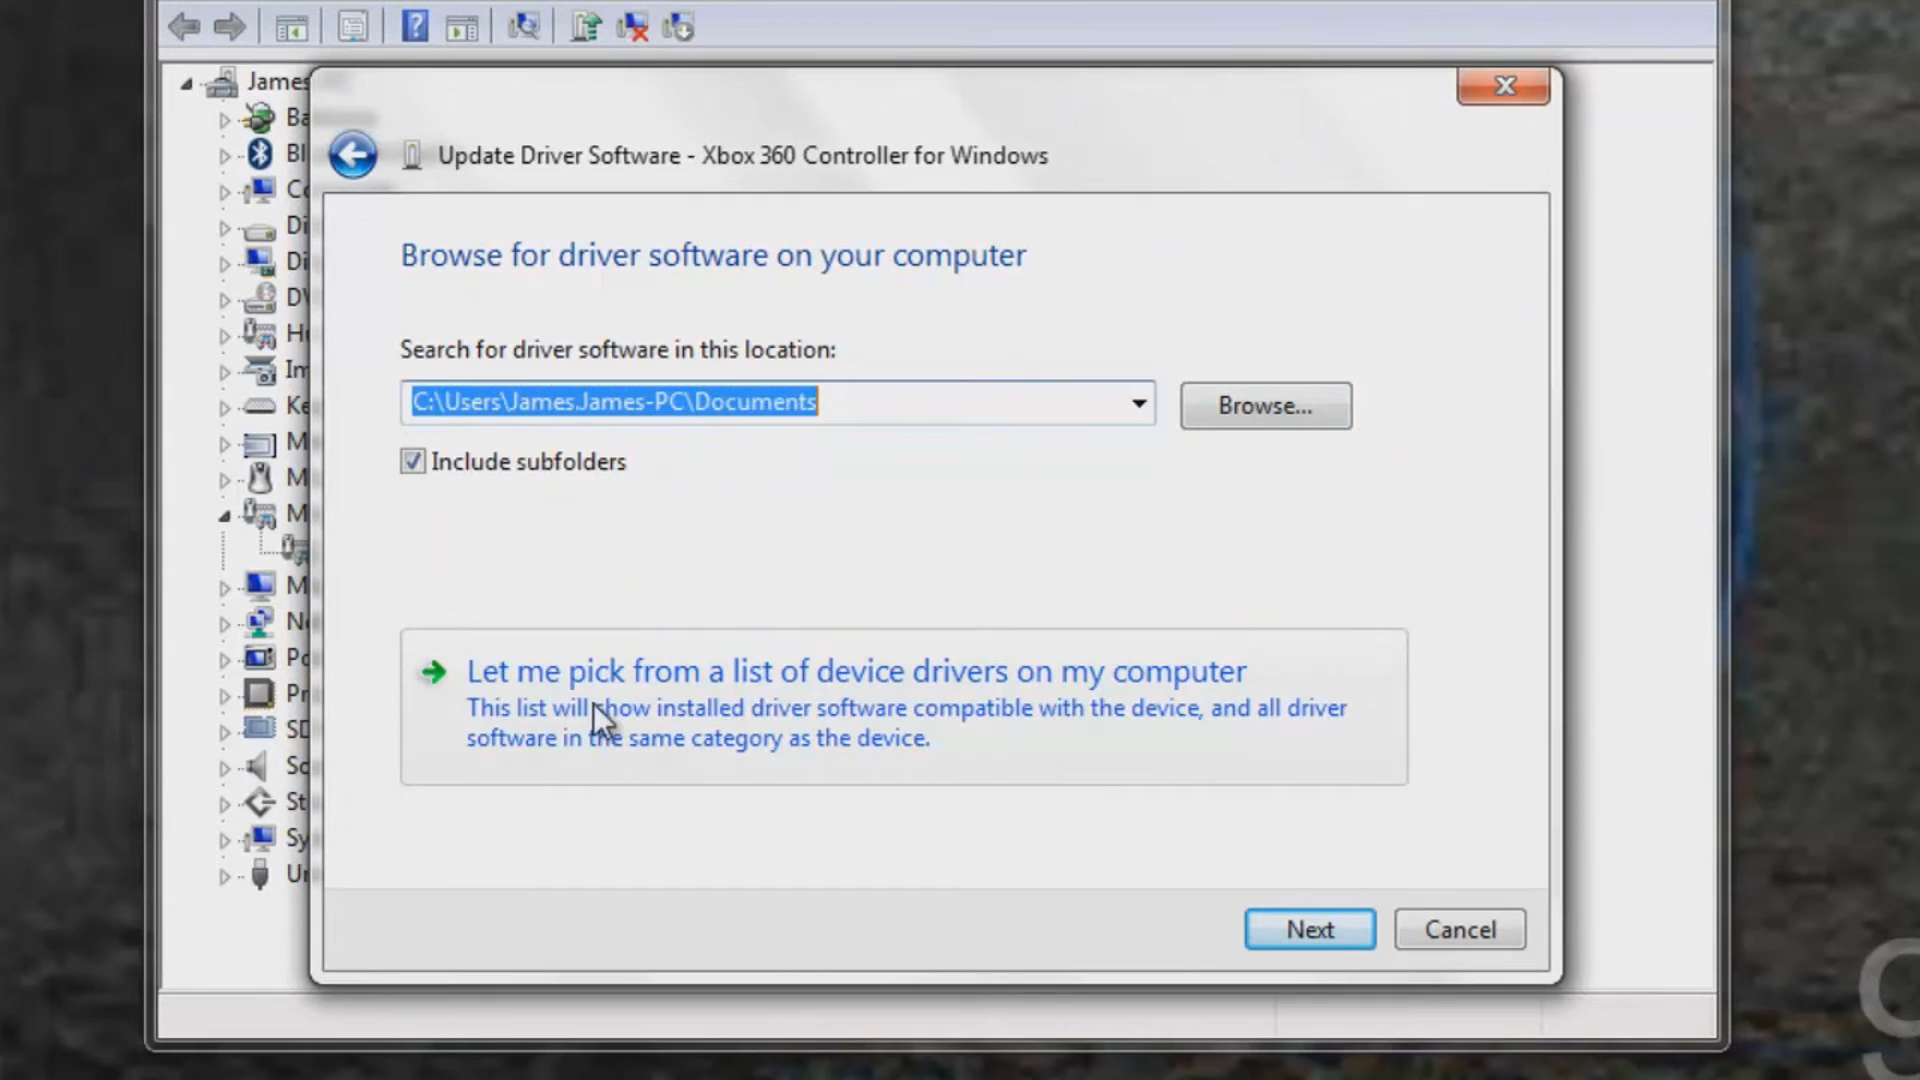 James
Update Driver Software - Xbox 360 Controller for Windows
Browse for driver software on your computer
Search for driver software in this location:
C:\Users\James.James-PC\Documents
Browse...
Include subfolders
Let me pick from a list of device drivers on my computer
This list will show installed driver software compatible with the device, and all driver
software in the same category as the device.
Next
Cancel